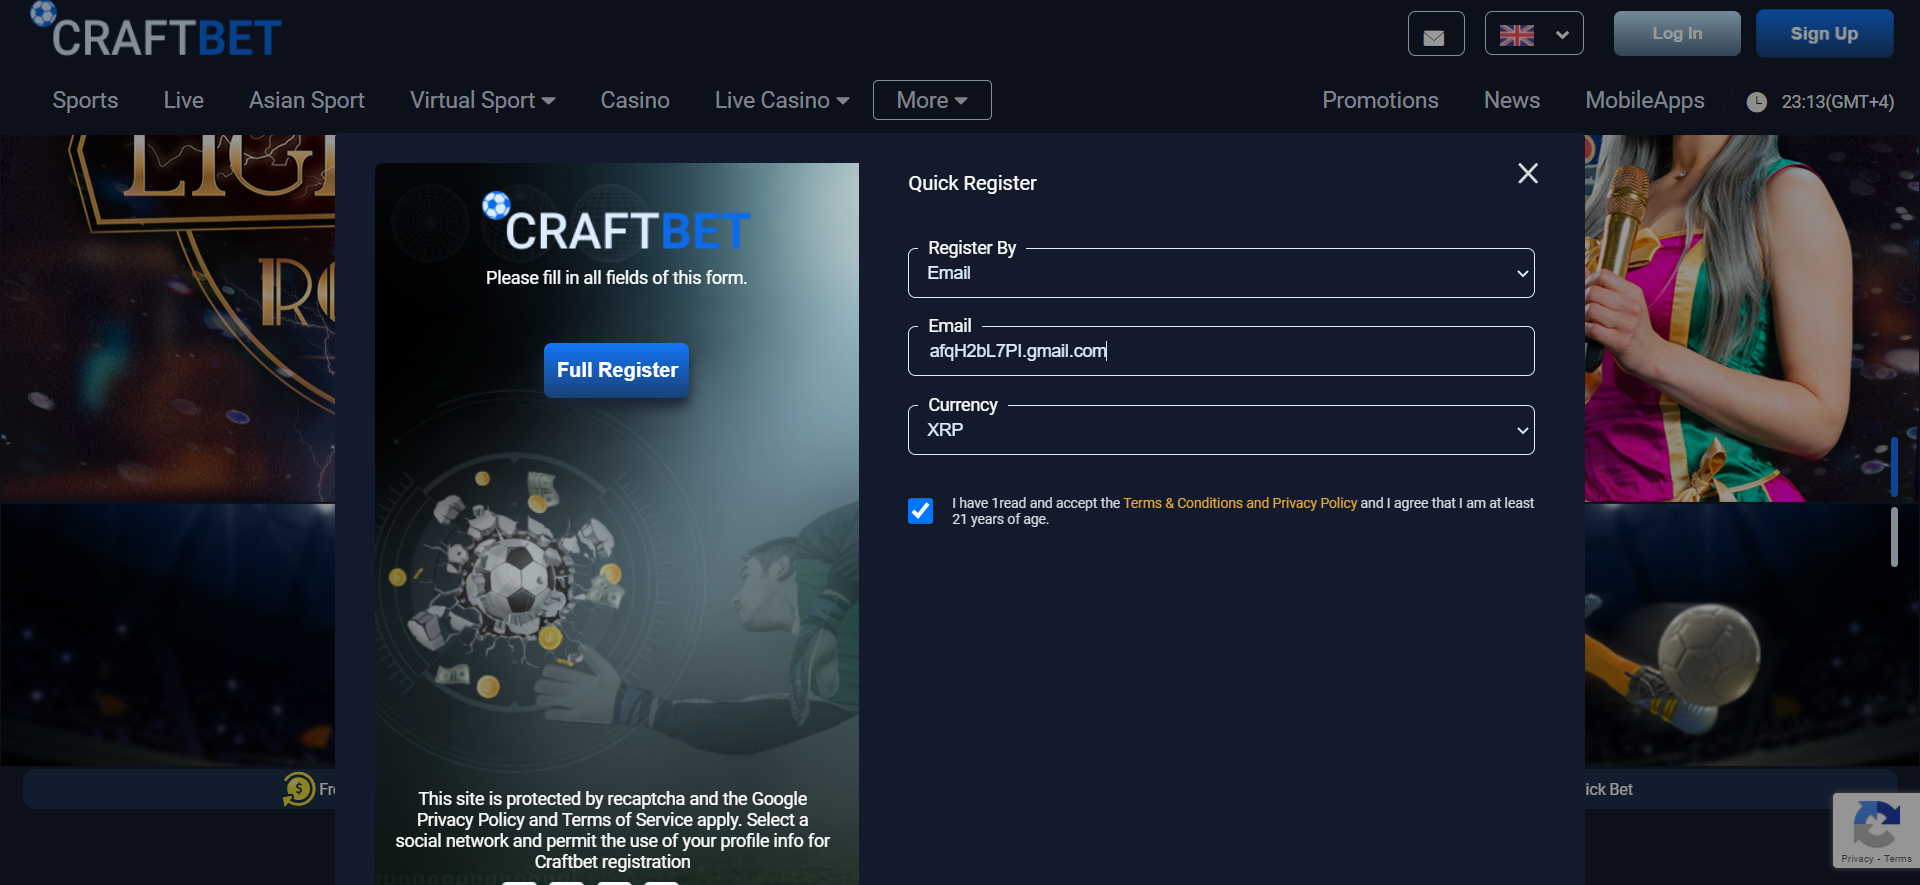 CRAFTBET
Log In
Sign Up
Sports
Live
Asian Sport
Virtual Sport
Casino
Live Casino
More
Promotions
News
MobileApps
23:13(GMT+4)
CRAFTBET
Please fill in all fields of this form.
Full Register
This site is protected by recaptcha and the Google
Privacy Policy and Terms of Service apply. Select a
social network and permit the use of your profile info for
Craftbet registration
Quick Register
Register By
Email
Email
afqH2bL7PI.gmail.com
Currency
XRP
I have 1read and accept the Terms & Conditions and Privacy Policy and I agree that I am at least
21 years of age.
Privacy - Terms